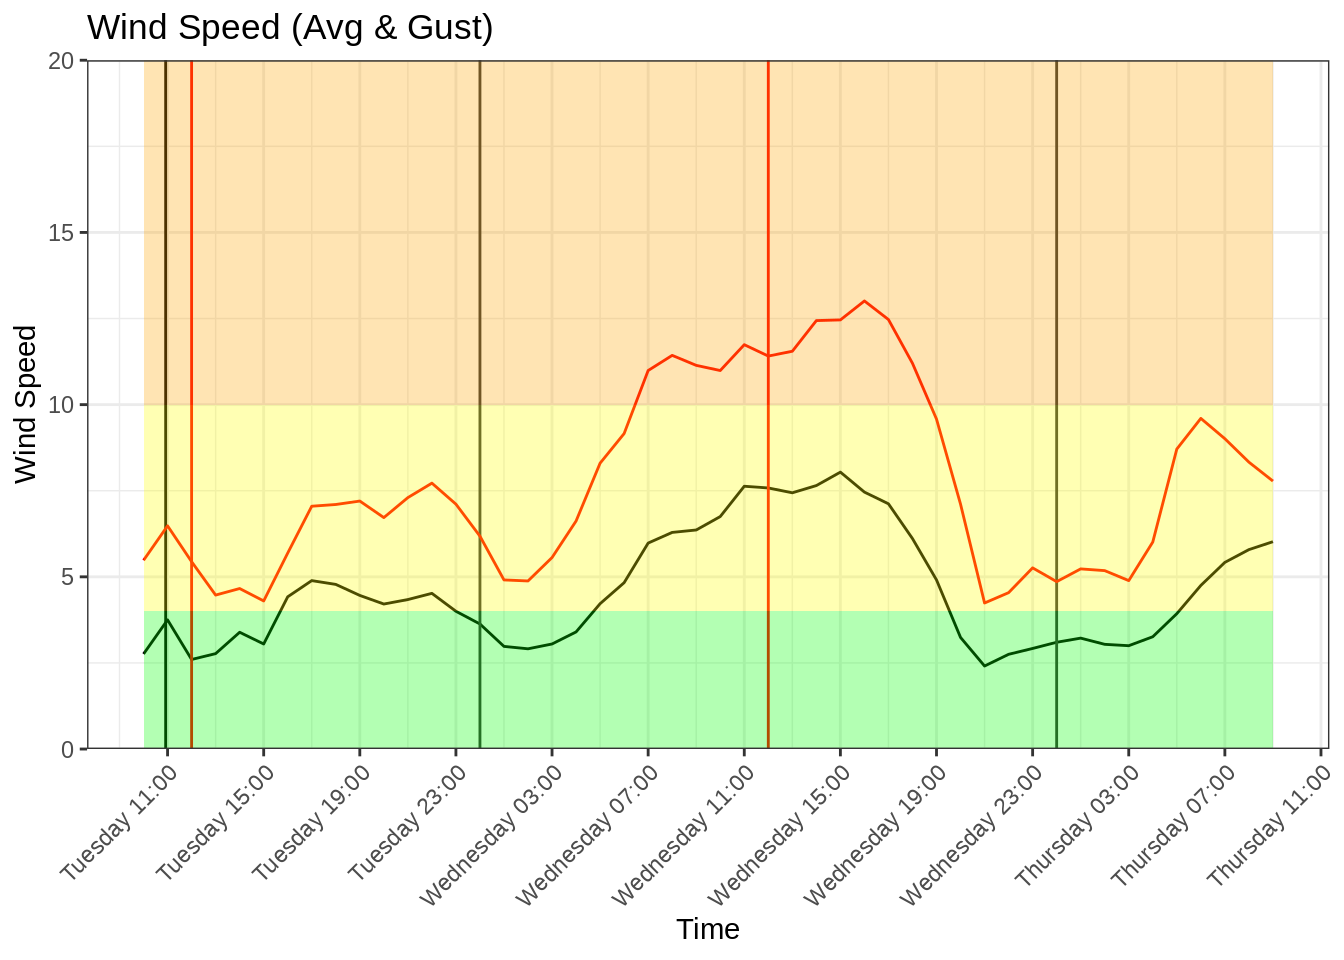 Wind Speed (Avg & Gust)
20
15
10
5
0
Wind Speed
Tuesday 11:00
Tuesday 15:00
Tuesday 19:00
Tuesday 23:00
Wednesday 03:00
Wednesday 07:00
Wednesday 11:00
Wednesday 15:00
Wednesday 19:00
Wednesday 23:00
Thursday 03:00
Thursday 07:00
Thursday 11:00
Time